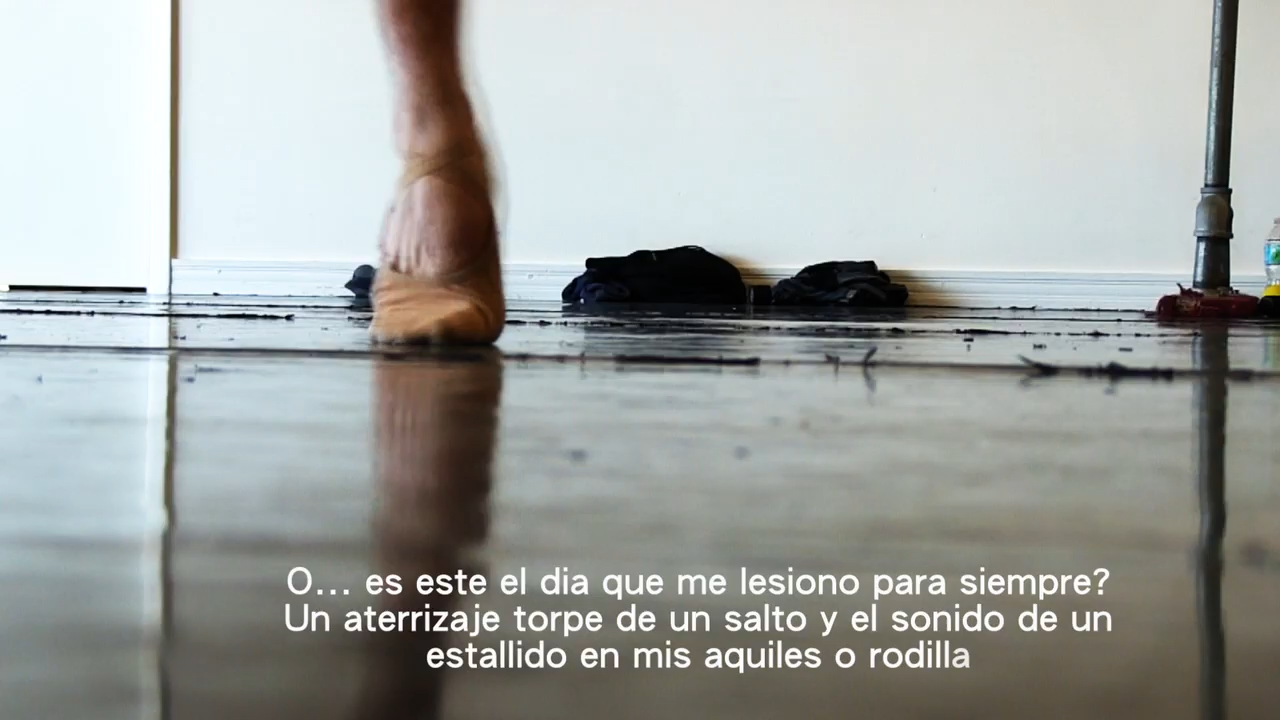 O... es este el dia que me lesiono para siempre?
Un aterrizaje torpe de un salto y el sonido de un
estallido en mis aquiles o rodilla